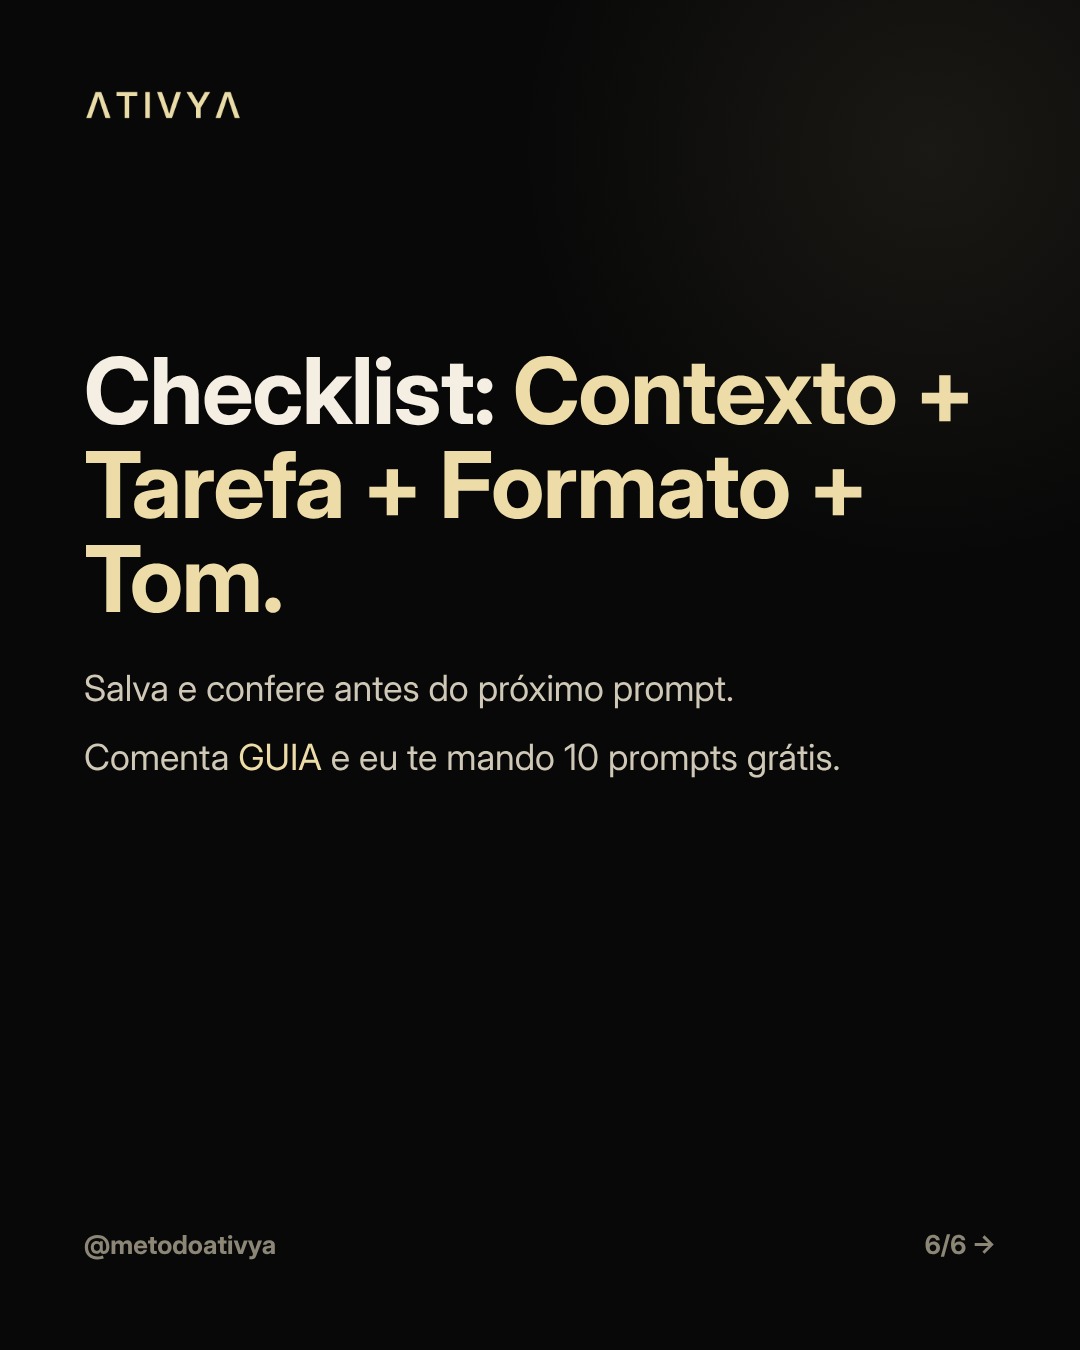 ATIVYA
Checklist: Contexto +
Tarefa + Formato +
Tom.
Salva e confere antes do próximo prompt.
Comenta GUIA e eu te mando 10 prompts grátis.
@metodoativya
6/6 →